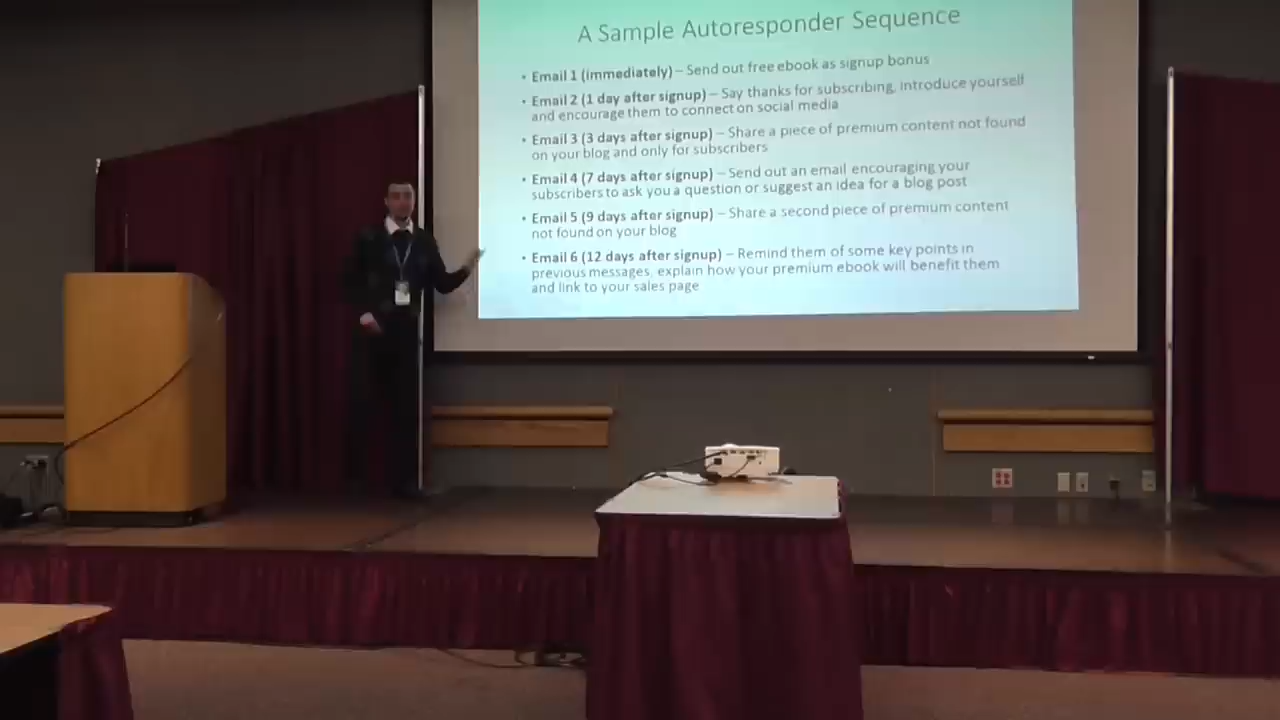 A Sample Autoresponder Sequence
• Email 1 (immediately) – Send out free ebook as signup bonus
• Email 2 (1 day after signup) – Say thanks for subscribing, introduce yourself
and encourage them to connect on social media
• Email 3 (3 days after signup) – Share a piece of premium content not found
on your blog and only for subscribers
• Email 4 (7 days after signup) – Send out an email encouraging your
subscribers to ask you a question or suggest an idea for a blog post
• Email 5 (9 days after signup) – Share a second piece of premium content
not found on your blog
• Email 6 (12 days after signup) – Remind them of some key points in
previous messages, explain how your premium ebook will benefit them
and link to your sales page